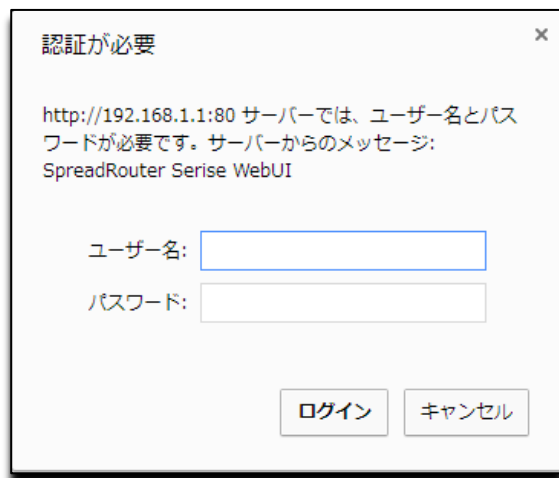 認証が必要
×
http://192.168.1.1:80 サーバーでは、ユーザー名とパス
ワードが必要です。サーバーからのメッセージ:
SpreadRouter Serise WebUI
ユーザー名:
パスワード:
ログイン キャンセル